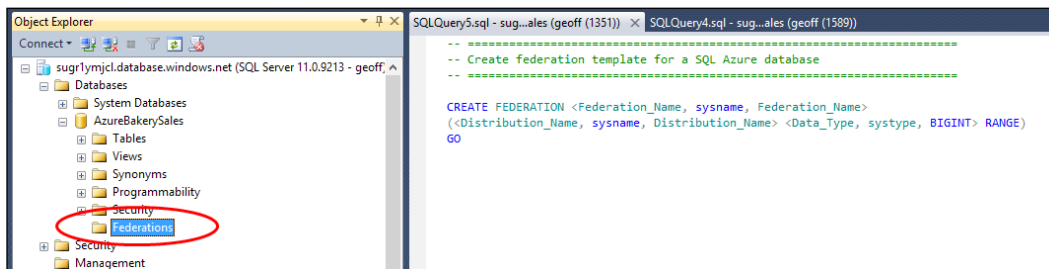 Object Explorer
Connect
sugr1ymjcl.database.windows.net (SQL Server 11.0.9213 - geoff)
Databases
System Databases
AzureBakerySales
Tables
Views
Synonyms
Programmability
Security
Federations
Security
Management
SQLQuery5.sql - sug...ales (geoff (1351)) SQLQuery4.sql - sug...ales (geoff (1589))
-- =======================================================================
-- Create federation template for a SQL Azure database
-- =======================================================================
CREATE FEDERATION <Federation_Name, sysname, Federation_Name>
(<Distribution_Name, sysname, Distribution_Name> <Data_Type, systype, BIGINT> RANGE)
GO